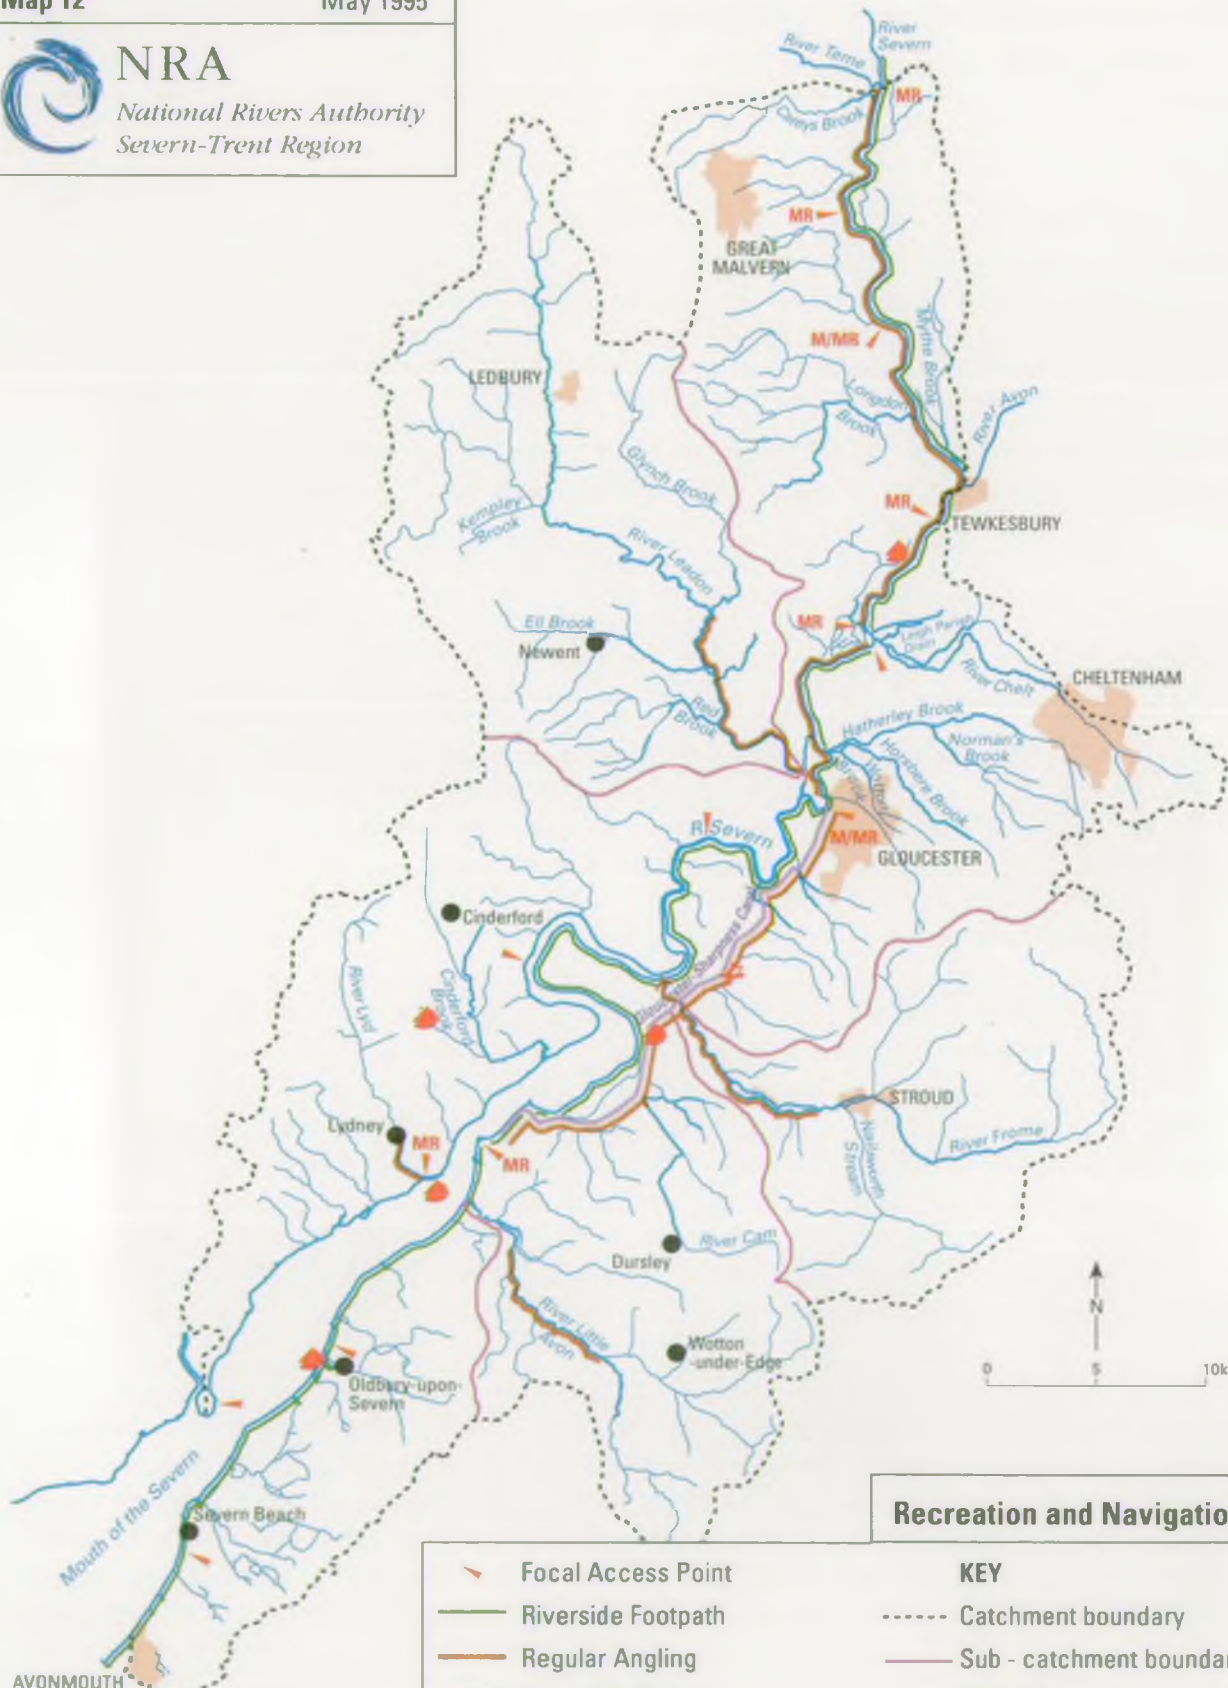 Map 12 May 1995
NRA
National Rivers Authority
Severn-Trent Region
River
Severn
River Teme
MR
Careys Brook
MR
GREAT
MALVERN
M/MR
Mythe Brook
LEDBURY
Longdon
Brook
River Avon
Glynch Brook
Kempley
Brook
MR
TEWKESBURY
River Leadon
Ell Brook
Newent
MR
Leigh Parish
Drain
River Chelt
CHELTENHAM
Red
Brook
Hatherley Brook
Norman's
Brook
Horsbere Brook
Wotton
Brook
R Severn
M/MR
GLOUCESTER
Cinderford
Gloucester-Sharpness Canal
River Lyd
Cinderford
Brook
STROUD
Lydney
MR
MR
River Frome
Nailsworth
Stream
River Cam
Dursley
N
River Little
Avon
Wotton
-under-Edge
0 5 10k
Oldbury-upon-
Severn
Mouth of the Severn
Severn Beach
AVONMOUTH
Recreation and Navigatio
Focal Access Point
Riverside Footpath
Regular Angling
KEY
Catchment boundary
Sub - catchment boundar